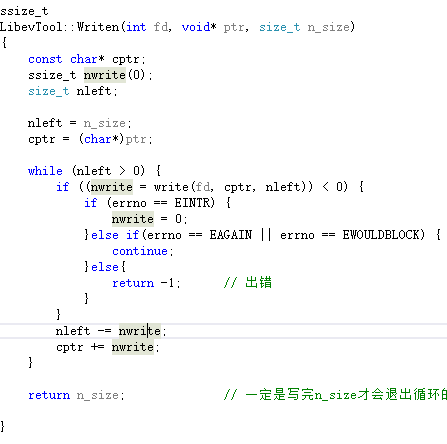 ssize_t
LibevTool::Writen(int fd, void* ptr, size_t n_size)
{
    const char* cptr;
    ssize_t nwrite(0);
    size_t nleft;

    nleft = n_size;
    cptr = (char*)ptr;

    while (nleft > 0) {
        if ((nwrite = write(fd, cptr, nleft)) < 0) {
            if (errno == EINTR) {
                nwrite = 0;
            }else if(errno == EAGAIN || errno == EWOULDBLOCK) {
                continue;
            }else{
                return -1;      // 出错
            }
        }
        nleft -= nwrite;
        cptr += nwrite;
    }

    return n_size;              // 一定是写完n_size才会退出循环的
}